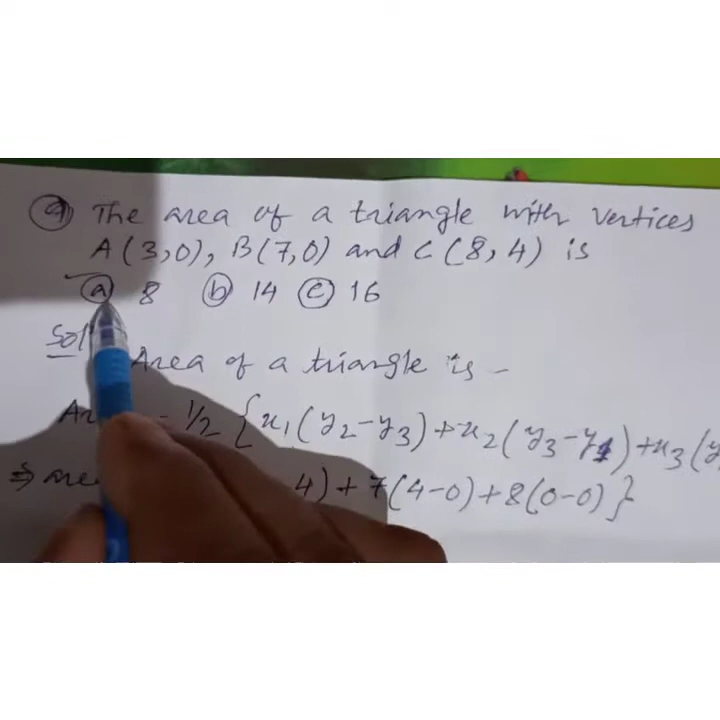 9 The area of a triangle with vertices
A(3,0), B(7,0) and C(8,4) is
a 8 b 14 c 16
Sol
Area of a triangle is -
= 1/2 {x1(y2-y3)+x2(y3-y1)+x3(y
⇒ 4)+7(4-0)+8(0-0)}